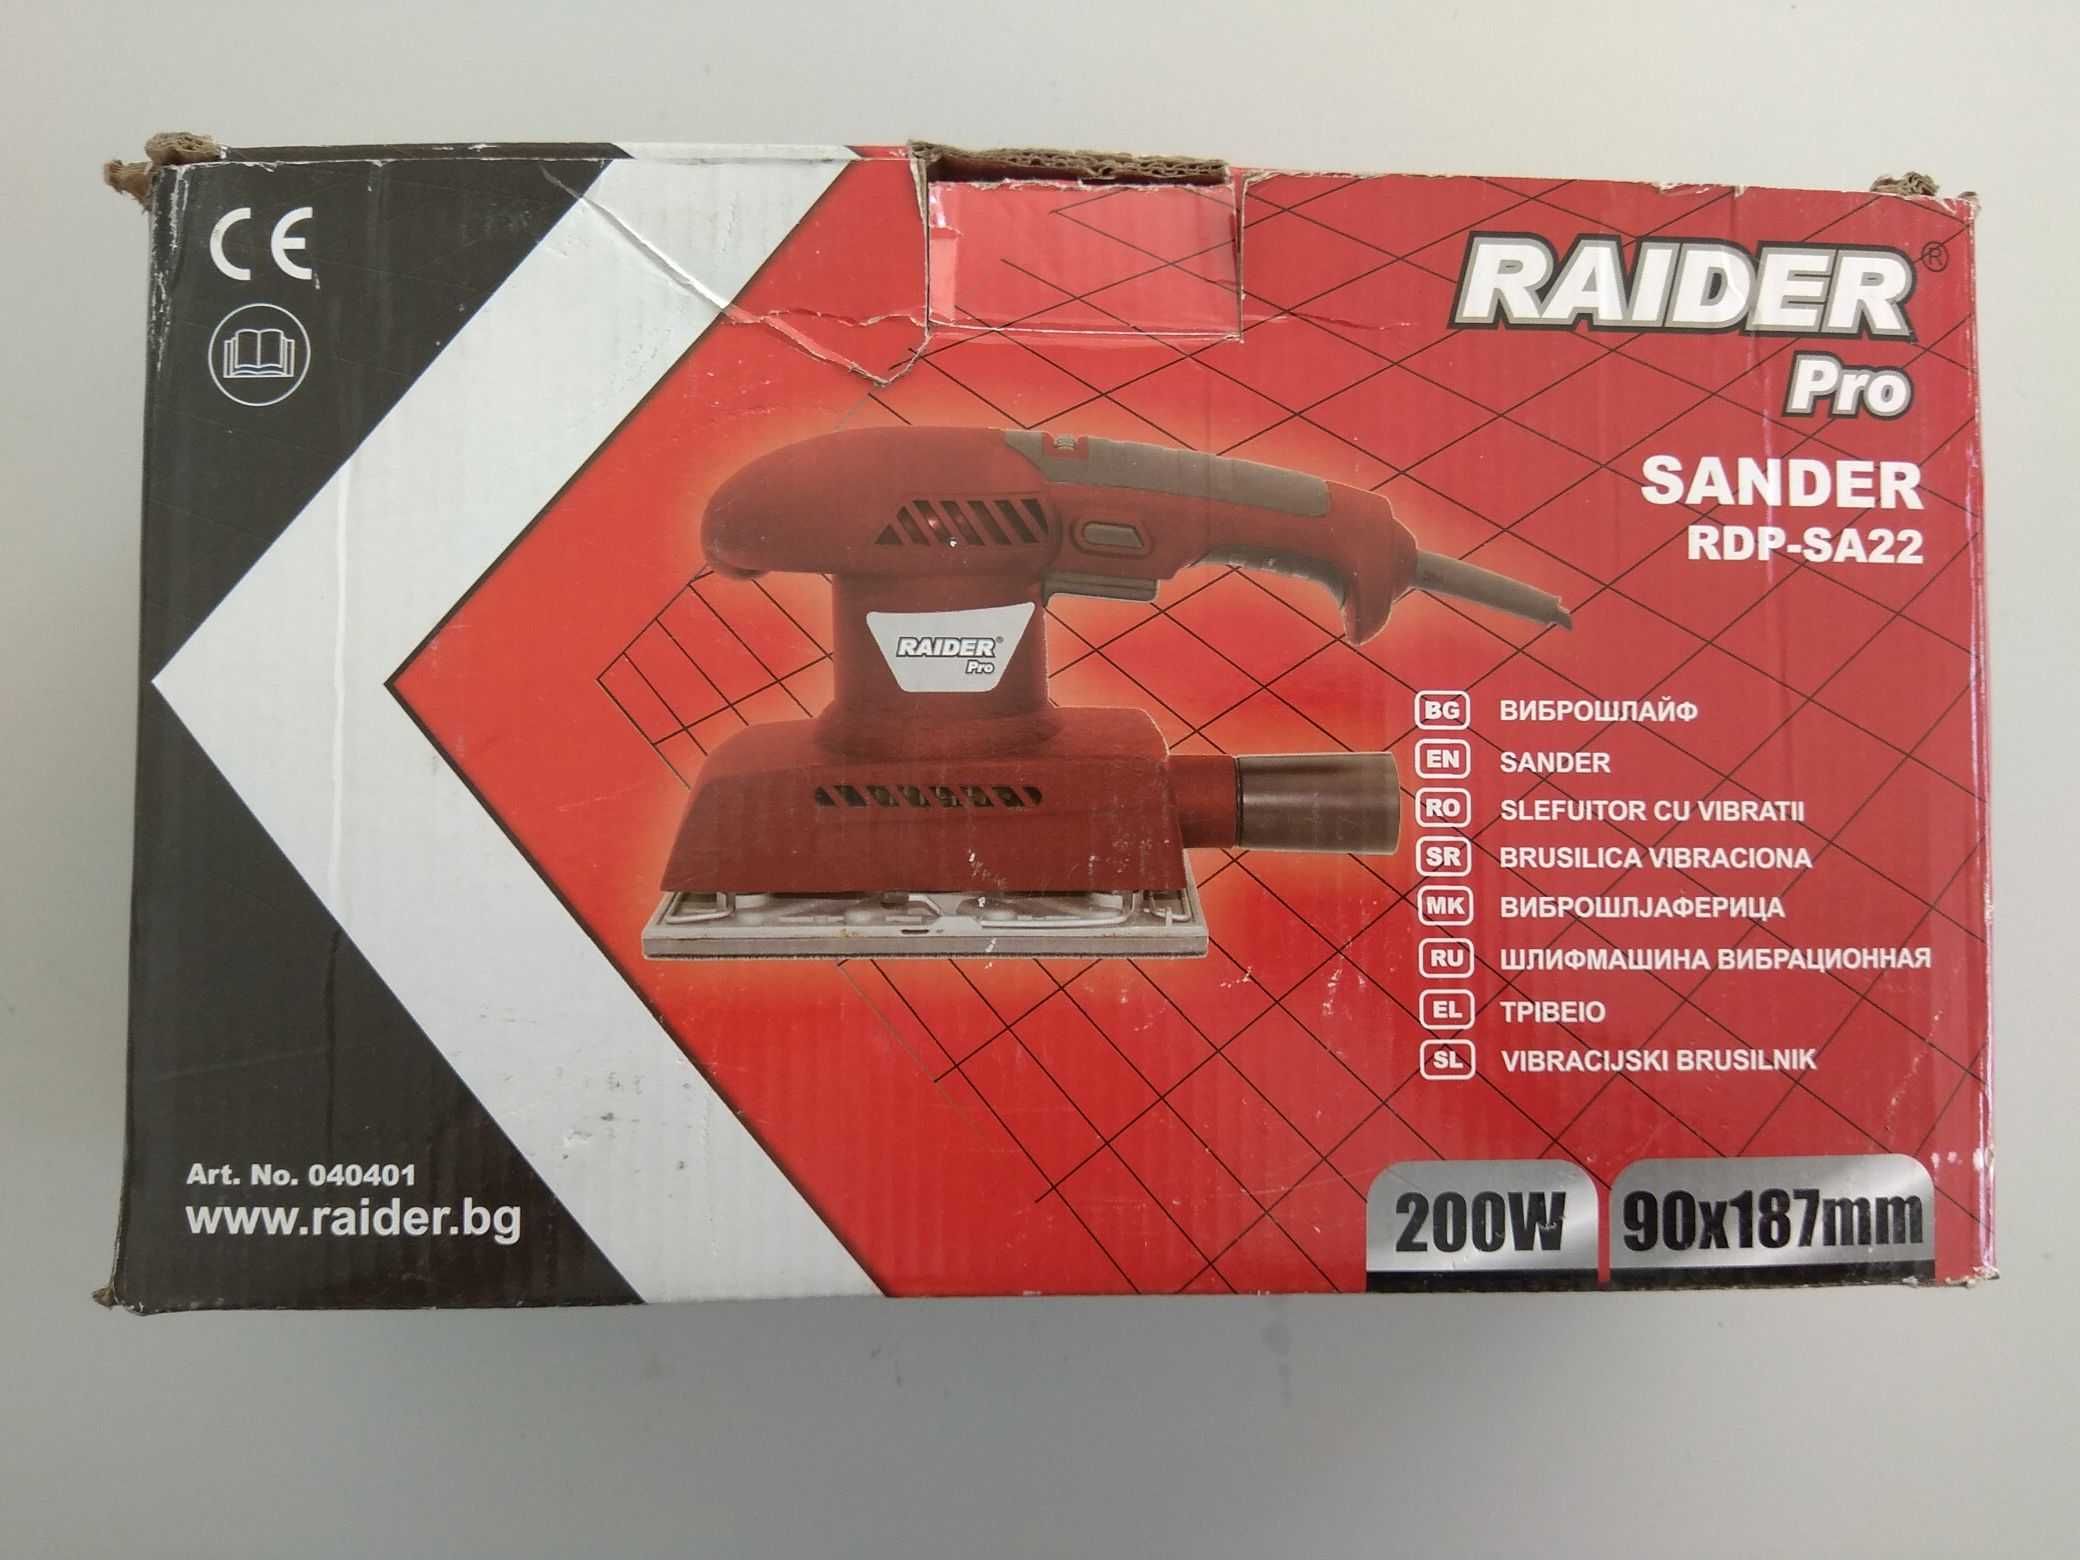 CE
RAIDER®
Pro
SANDER
RDP-SA22
RAIDER®
Pro
BG ВИБРОШЛАЙФ
EN SANDER
RO SLEFUITOR CU VIBRATII
SR BRUSILICA VIBRACIONA
MK ВИБРОШЛЈАФЕРИЦА
RU ШЛИФМАШИНА ВИБРАЦИОННАЯ
EL ΤΡΙΒΕΙΟ
SL VIBRACIJSKI BRUSILNIK
Art. No. 040401
www.raider.bg
200W 90x187mm